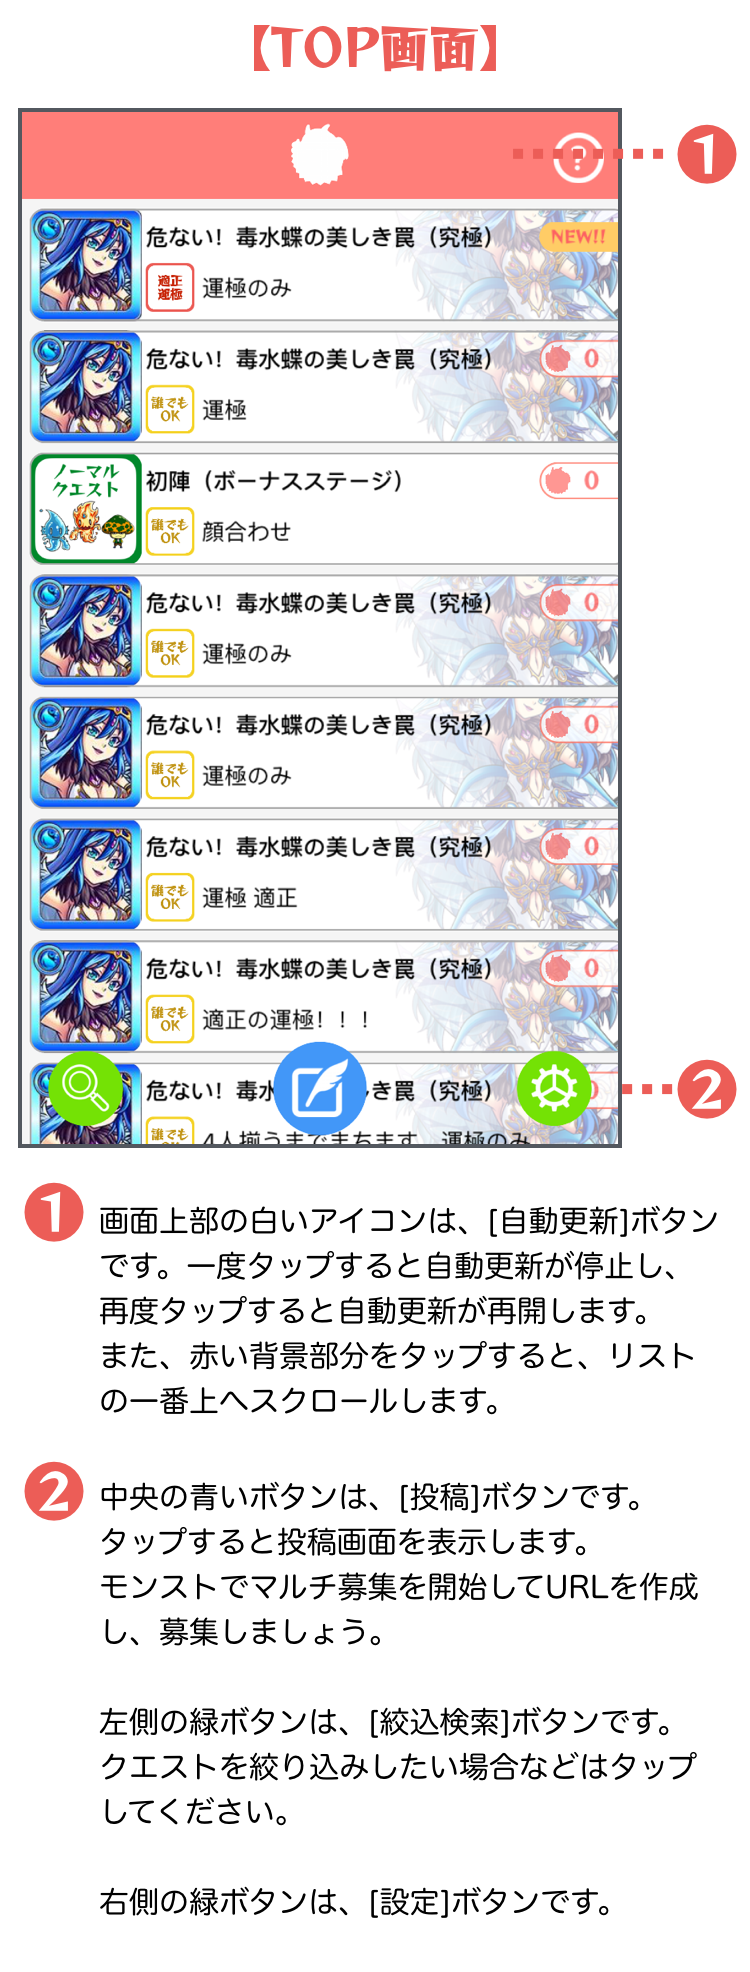 【TOP画面】
?
1
危ない！毒水蝶の美しき罠（究極）
NEW!!
適正
運極
運極のみ
危ない！毒水蝶の美しき罠（究極）
0
誰でも
OK
運極
ノーマル
クエスト
初陣（ボーナスステージ）
0
誰でも
OK
顔合わせ
危ない！毒水蝶の美しき罠（究極）
0
誰でも
OK
運極のみ
危ない！毒水蝶の美しき罠（究極）
0
誰でも
OK
運極のみ
危ない！毒水蝶の美しき罠（究極）
0
誰でも
OK
運極 適正
危ない！毒水蝶の美しき罠（究極）
0
誰でも
OK
適正の運極！！！
危ない！毒水 しき罠（究極）
2
誰でも
4人揃うまでまちます 運極のみ
1 画面上部の白いアイコンは、[自動更新]ボタン
です。一度タップすると自動更新が停止し、
再度タップすると自動更新が再開します。
また、赤い背景部分をタップすると、リスト
の一番上へスクロールします。
2 中央の青いボタンは、[投稿]ボタンです。
タップすると投稿画面を表示します。
モンストでマルチ募集を開始してURLを作成
し、募集しましょう。
左側の緑ボタンは、[絞込検索]ボタンです。
クエストを絞り込みしたい場合などはタップ
してください。
右側の緑ボタンは、[設定]ボタンです。